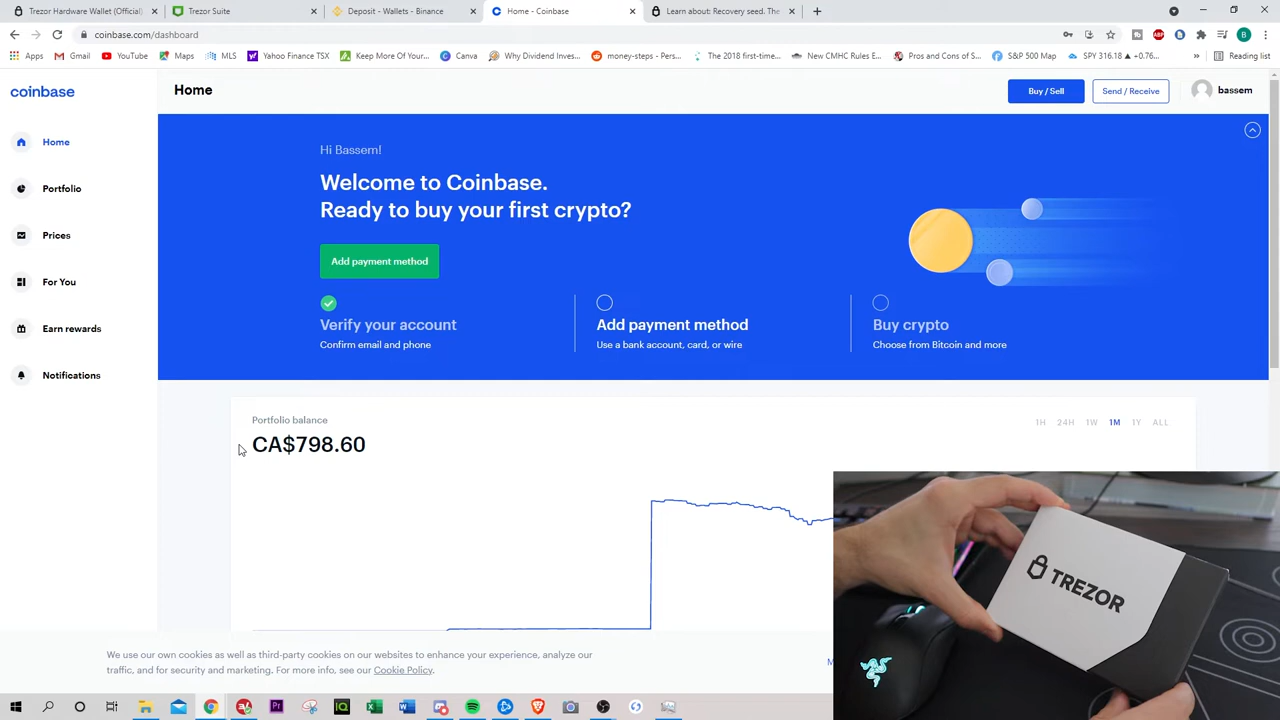 Trezor Hardware Wallet (Official)
Trezor Suite
Deposit - Wallets - Binance
Home - Coinbase
Learn about: Recovery seed. The
coinbase.com/dashboard
B
Apps
Gmail
YouTube
Maps
MLS
Yahoo Finance TSX
Keep More Of Your...
Canva
Why Dividend Inves...
money-steps - Pers...
The 2018 first-time...
New CMHC Rules E...
Pros and Cons of S...
S&P 500 Map
SPY 316.18 ▲ +0.76...
Reading list
coinbase
Home
Buy / Sell
Send / Receive
bassem
Home
Portfolio
Prices
For You
Earn rewards
Notifications
Hi Bassem!
Welcome to Coinbase.
Ready to buy your first crypto?
Add payment method
Verify your account
Confirm email and phone
Add payment method
Use a bank account, card, or wire
Buy crypto
Choose from Bitcoin and more
Portfolio balance
CA$798.60
1H 24H 1W 1M 1Y ALL
We use our own cookies as well as third-party cookies on our websites to enhance your experience, analyze our
traffic, and for security and marketing. For more info, see our Cookie Policy.
M
TREZOR